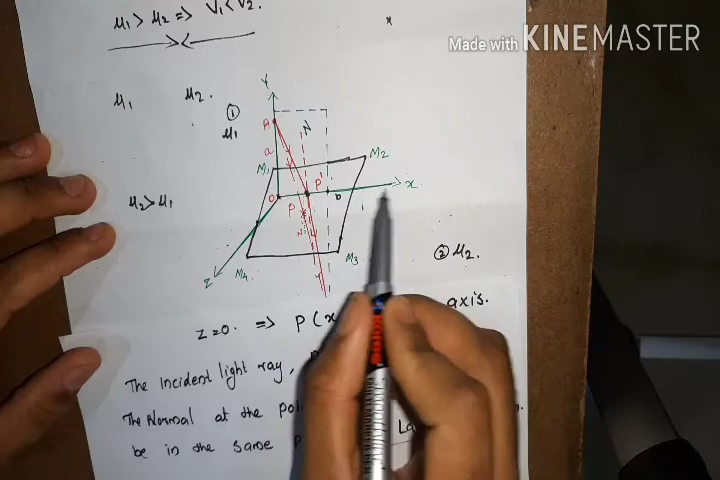 μ1 > μ2 => V1 < V2.
x
Made with KINEMASTER
Y
μ1 μ2. ①
μ1
A
N
a
M1 M2
P'
O x
P b
μ2 > μ1
N'
z M4 M3 ② μ2.
z=0. => P(x axis.
The incident light ray,
The Normal at the
be in the same